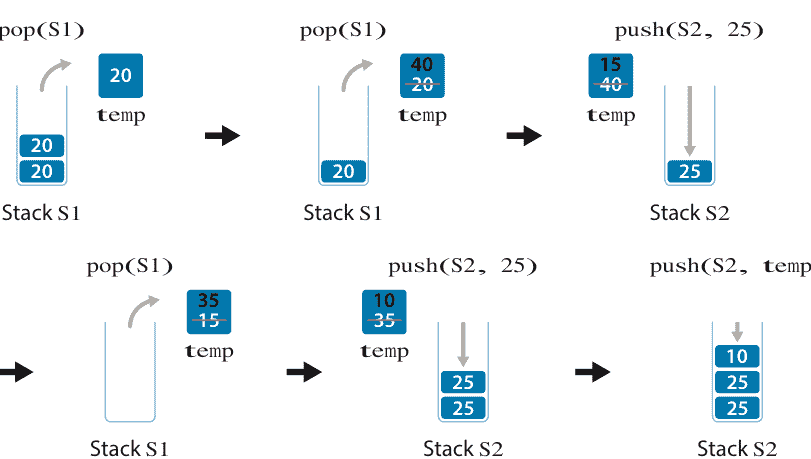 pop(S1)
20
temp
20
20
Stack S1
pop(S1)
40
20
temp
20
Stack S1
push(S2, 25)
15
40
temp
25
Stack S2
pop(S1)
35
15
temp
Stack S1
push(S2, 25)
10
35
temp
25
25
Stack S2
push(S2, temp
10
25
25
Stack S2